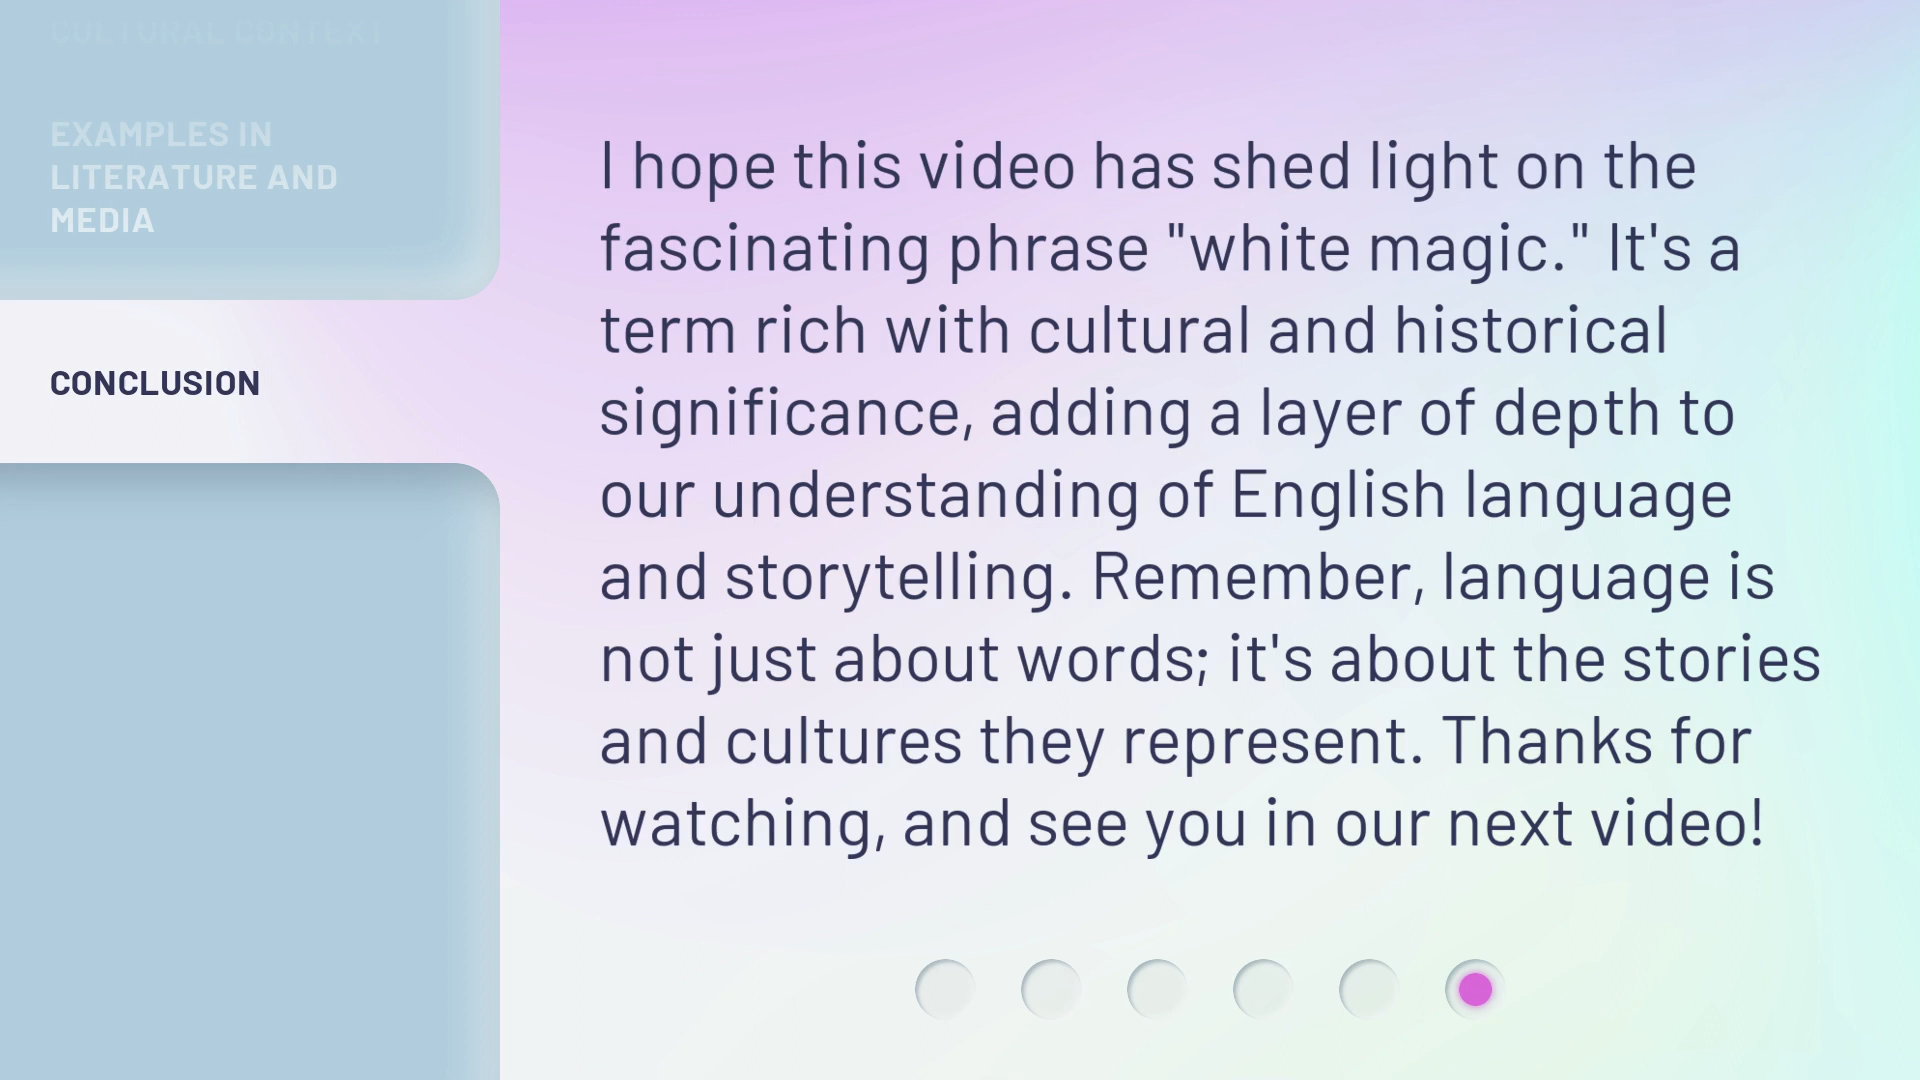 CULTURAL CONTEXT
EXAMPLES IN
LITERATURE AND
MEDIA
CONCLUSION
I hope this video has shed light on the
fascinating phrase "white magic." It's a
term rich with cultural and historical
significance, adding a layer of depth to
our understanding of English language
and storytelling. Remember, language is
not just about words; it's about the stories
and cultures they represent. Thanks for
watching, and see you in our next video!